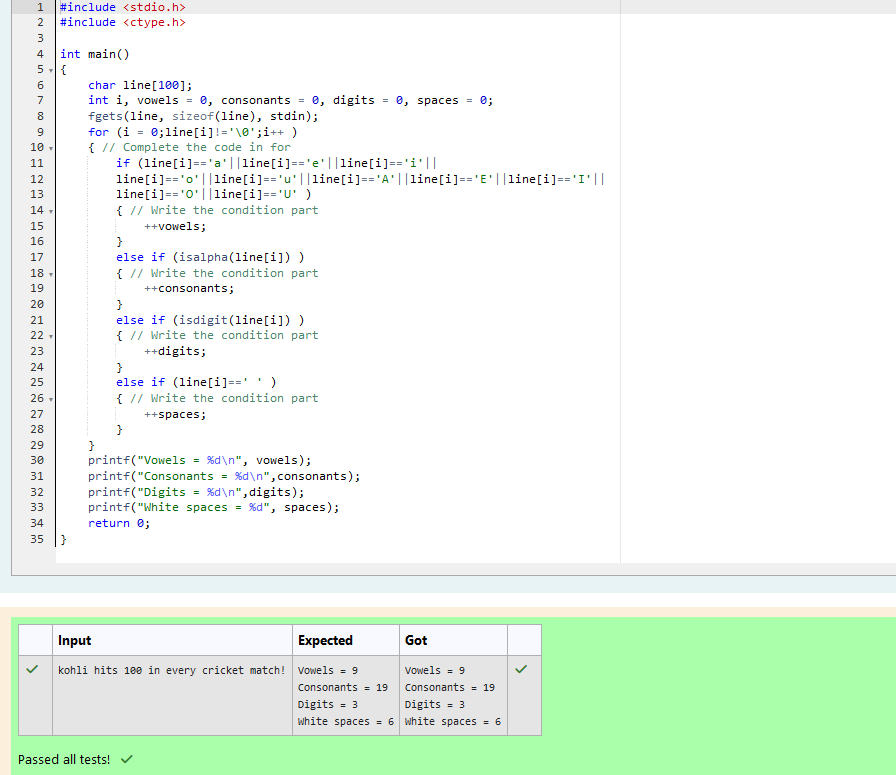 1 #include <stdio.h>
2 #include <ctype.h>
3
4 int main()
5 {
6     char line[100];
7     int i, vowels = 0, consonants = 0, digits = 0, spaces = 0;
8     fgets(line, sizeof(line), stdin);
9     for (i = 0;line[i]!='\0';i++ )
10     { // Complete the code in for
11         if (line[i]=='a'||line[i]=='e'||line[i]=='i'||
12         line[i]=='o'||line[i]=='u'||line[i]=='A'||line[i]=='E'||line[i]=='I'||
13         line[i]=='O'||line[i]=='U' )
14         { // Write the condition part
15             ++vowels;
16         }
17         else if (isalpha(line[i]) )
18         { // Write the condition part
19             ++consonants;
20         }
21         else if (isdigit(line[i]) )
22         { // Write the condition part
23             ++digits;
24         }
25         else if (line[i]==' ' )
26         { // Write the condition part
27             ++spaces;
28         }
29     }
30     printf("Vowels = %d\n", vowels);
31     printf("Consonants = %d\n",consonants);
32     printf("Digits = %d\n",digits);
33     printf("White spaces = %d", spaces);
34     return 0;
35 }
Input Expected Got
kohli hits 100 in every cricket match! Vowels = 9 Vowels = 9
Consonants = 19 Consonants = 19
Digits = 3 Digits = 3
White spaces = 6 White spaces = 6
Passed all tests!